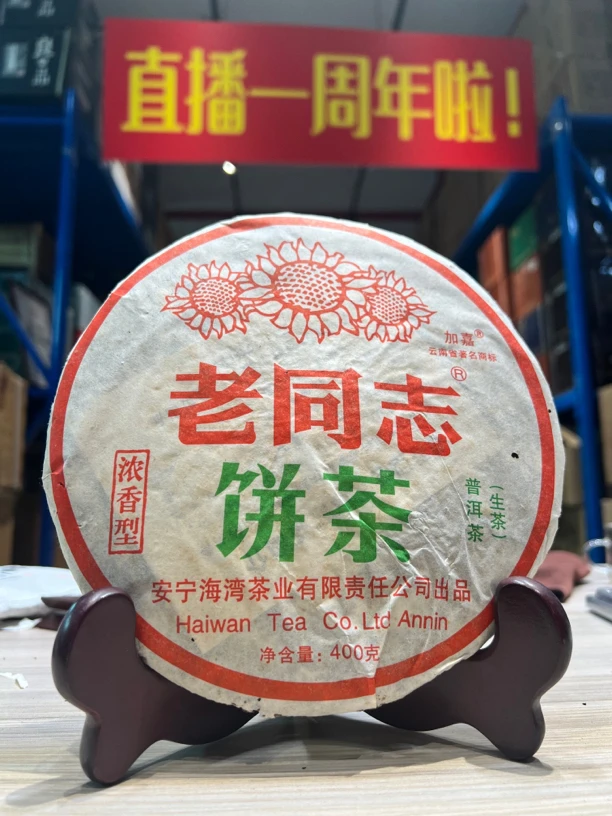 直播一周年啦!
加嘉®
云南省著名商标
老同志®
饼茶
浓香型
普洱茶
(生茶)
安宁海湾茶业有限责任公司出品
Haiwan Tea Co.Ltd Annin
净含量:400克